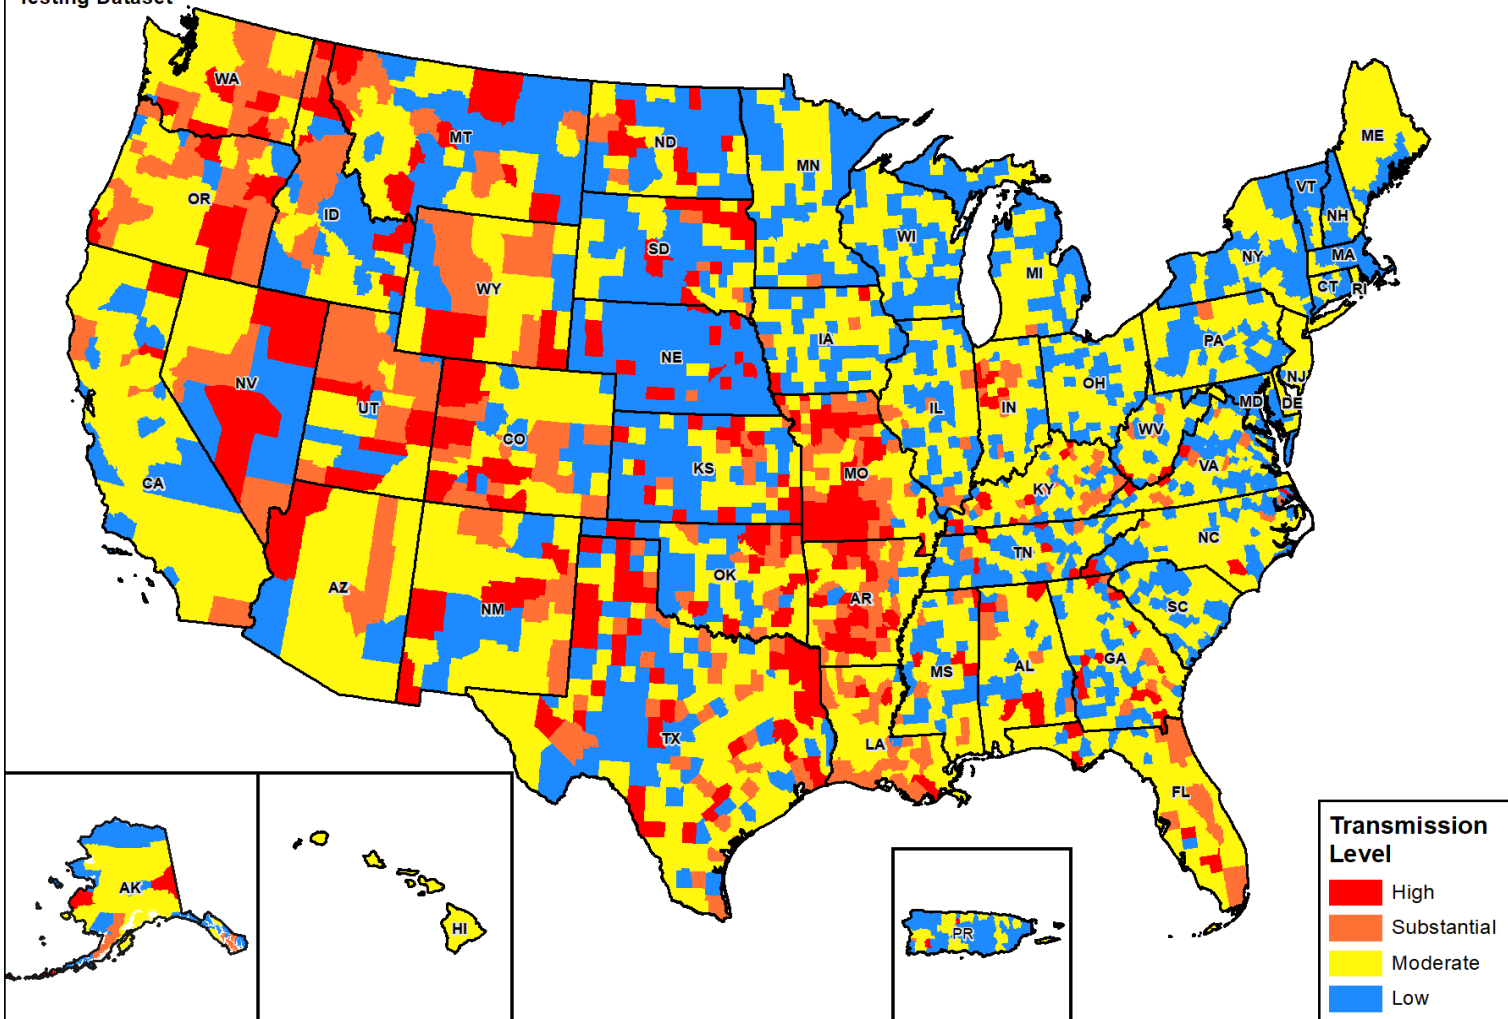 Testing Dataset
WA
MT
ND
MN
ME
OR
ID
SD
WI
MI
VT
NH
NY
MA
CT
RI
WY
NE
IA
PA
NV
UT
CO
IL
IN
OH
NJ
MD
DE
WV
CA
KS
MO
KY
VA
AZ
NM
OK
AR
TN
NC
SC
MS
AL
GA
TX
LA
FL
AK
HI
PR
Transmission
Level
High
Substantial
Moderate
Low